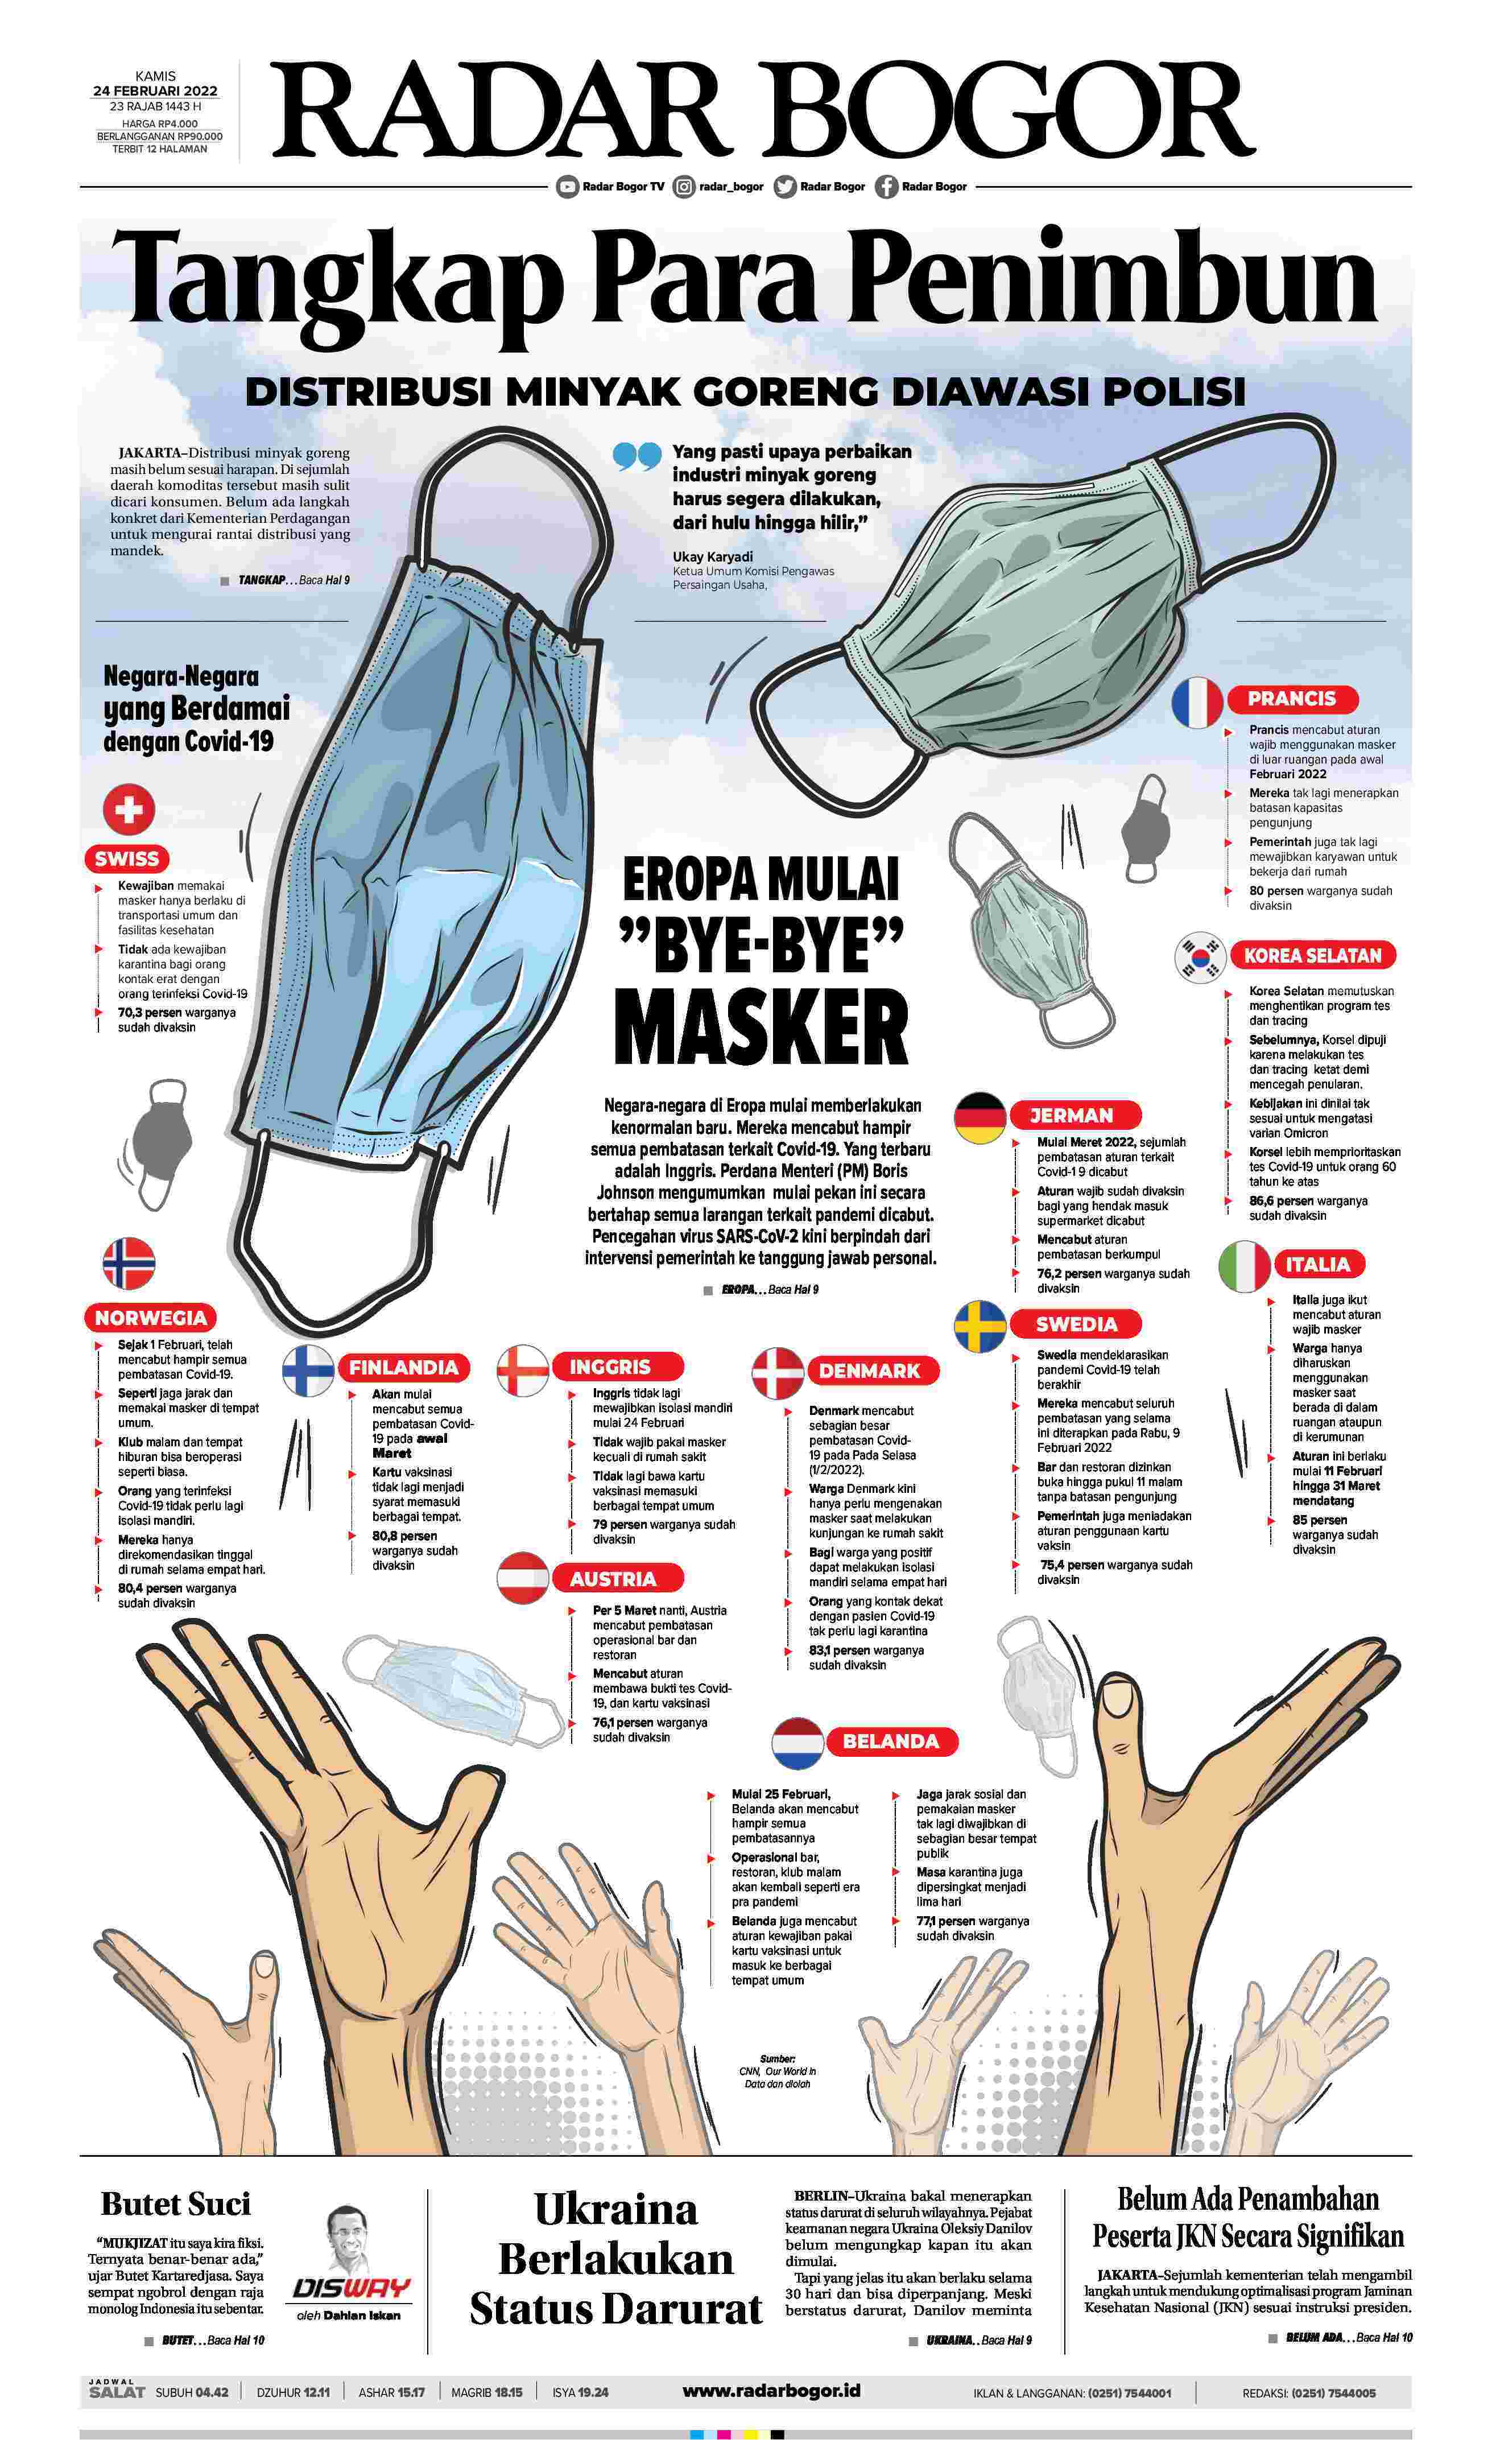 KAMIS
24 FEBRUARI 2022
23 RAJAB 1443 H
HARGA RP4.000
BERLANGGANAN RP90.000
TERBIT 12 HALAMAN
RADAR BOGOR
Radar Bogor TV radar_bogor Radar Bogor Radar Bogor
Tangkap Para Penimbun
DISTRIBUSI MINYAK GORENG DIAWASI POLISI
JAKARTA–Distribusi minyak goreng
masih belum sesuai harapan. Di sejumlah
daerah komoditas tersebut masih sulit
dicari konsumen. Belum ada langkah
konkret dari Kementerian Perdagangan
untuk mengurai rantai distribusi yang
mandek.
TANGKAP...Baca Hal 9
Yang pasti upaya perbaikan
industri minyak goreng
harus segera dilakukan,
dari hulu hingga hilir,”
Ukay Karyadi
Ketua Umum Komisi Pengawas
Persaingan Usaha,
Negara-Negara
yang Berdamai
dengan Covid-19
SWISS
Kewajiban memakai
masker hanya berlaku di
transportasi umum dan
fasilitas kesehatan
Tidak ada kewajiban
karantina bagi orang
kontak erat dengan
orang terinfeksi Covid-19
70,3 persen warganya
sudah divaksin
EROPA MULAI
”BYE-BYE”
MASKER
Negara-negara di Eropa mulai memberlakukan
kenormalan baru. Mereka mencabut hampir
semua pembatasan terkait Covid-19. Yang terbaru
adalah Inggris. Perdana Menteri (PM) Boris
Johnson mengumumkan mulai pekan ini secara
bertahap semua larangan terkait pandemi dicabut.
Pencegahan virus SARS-CoV-2 kini berpindah dari
intervensi pemerintah ke tanggung jawab personal.
EROPA...Baca Hal 9
PRANCIS
Prancis mencabut aturan
wajib menggunakan masker
di luar ruangan pada awal
Februari 2022
Mereka tak lagi menerapkan
batasan kapasitas
pengunjung
Pemerintah juga tak lagi
mewajibkan karyawan untuk
bekerja dari rumah
80 persen warganya sudah
divaksin
KOREA SELATAN
Korea Selatan memutuskan
menghentikan program tes
dan tracing
Sebelumnya, Korsel dipuji
karena melakukan tes
dan tracing ketat demi
mencegah penularan.
Kebijakan ini dinilai tak
sesuai untuk mengatasi
varian Omicron
Korsel lebih memprioritaskan
tes Covid-19 untuk orang 60
tahun ke atas
86,6 persen warganya
sudah divaksin
JERMAN
Mulai Meret 2022, sejumlah
pembatasan aturan terkait
Covid-1 9 dicabut
Aturan wajib sudah divaksin
bagi yang hendak masuk
supermarket dicabut
Mencabut aturan
pembatasan berkumpul
76,2 persen warganya sudah
divaksin
ITALIA
Italia juga ikut
mencabut aturan
wajib masker
Warga hanya
diharuskan
menggunakan
masker saat
berada di dalam
ruangan ataupun
di kerumunan
Aturan ini berlaku
mulai 11 Februari
hingga 31 Maret
mendatang
85 persen
warganya sudah
divaksin
NORWEGIA
Sejak 1 Februari, telah
mencabut hampir semua
pembatasan Covid-19.
Seperti jaga jarak dan
memakai masker di tempat
umum.
Klub malam dan tempat
hiburan bisa beroperasi
seperti biasa.
Orang yang terinfeksi
Covid-19 tidak perlu lagi
isolasi mandiri.
Mereka hanya
direkomendasikan tinggal
di rumah selama empat hari.
80,4 persen warganya
sudah divaksin
FINLANDIA
Akan mulai
mencabut semua
pembatasan Covid-
19 pada awal
Maret
Kartu vaksinasi
tidak lagi menjadi
syarat memasuki
berbagai tempat.
80,8 persen
warganya sudah
divaksin
INGGRIS
Inggris tidak lagi
mewajibkan isolasi mandiri
mulai 24 Februari
Tidak wajib pakai masker
kecuali di rumah sakit
Tidak lagi bawa kartu
vaksinasi memasuki
berbagai tempat umum
79 persen warganya sudah
divaksin
AUSTRIA
Per 5 Maret nanti, Austria
mencabut pembatasan
operasional bar dan
restoran
Mencabut aturan
membawa bukti tes Covid-
19, dan kartu vaksinasi
76,1 persen warganya
sudah divaksin
DENMARK
Denmark mencabut
sebagian besar
pembatasan Covid-
19 pada Pada Selasa
(1/2/2022).
Warga Denmark kini
hanya perlu mengenakan
masker saat melakukan
kunjungan ke rumah sakit
Bagi warga yang positif
dapat melakukan isolasi
mandiri selama empat hari
Orang yang kontak dekat
dengan pasien Covid-19
tak perlu lagi karantina
83,1 persen warganya
sudah divaksin
SWEDIA
Swedia mendeklarasikan
pandemi Covid-19 telah
berakhir
Mereka mencabut seluruh
pembatasan yang selama
ini diterapkan pada Rabu, 9
Februari 2022
Bar dan restoran dizinkan
buka hingga pukul 11 malam
tanpa batasan pengunjung
Pemerintah juga meniadakan
aturan penggunaan kartu
vaksin
75,4 persen warganya sudah
divaksin
BELANDA
Mulai 25 Februari,
Belanda akan mencabut
hampir semua
pembatasannya
Operasional bar,
restoran, klub malam
akan kembali seperti era
pra pandemi
Belanda juga mencabut
aturan kewajiban pakai
kartu vaksinasi untuk
masuk ke berbagai
tempat umum
Jaga jarak sosial dan
pemakaian masker
tak lagi diwajibkan di
sebagian besar tempat
publik
Masa karantina juga
dipersingkat menjadi
lima hari
77,1 persen warganya
sudah divaksin
Sumber:
CNN, Our World In
Data dan diolah
Butet Suci
“MUKJIZAT itu saya kira fiksi.
Ternyata benar-benar ada,”
ujar Butet Kartaredjasa. Saya
sempat ngobrol dengan raja
monolog Indonesia itu sebentar.
BUTET...Baca Hal 10
DISWAY
oleh Dahlan Iskan
Ukraina
Berlakukan
Status Darurat
BERLIN–Ukraina bakal menerapkan
status darurat di seluruh wilayahnya. Pejabat
keamanan negara Ukraina Oleksiy Danilov
belum mengungkap kapan itu akan
dimulai.
Tapi yang jelas itu akan berlaku selama
30 hari dan bisa diperpanjang. Meski
berstatus darurat, Danilov meminta
UKRAINA..Baca Hal 9
Belum Ada Penambahan
Peserta JKN Secara Signifikan
JAKARTA–Sejumlah kementerian telah mengambil
langkah untuk mendukung optimalisasi program Jaminan
Kesehatan Nasional (JKN) sesuai instruksi presiden.
BELUM ADA...Baca Hal 10
JADWAL
SALAT SUBUH 04.42 DZUHUR 12.11 ASHAR 15.17 MAGRIB 18.15 ISYA 19.24 www.radarbogor.id IKLAN & LANGGANAN: (0251) 7544001 REDAKSI: (0251) 7544005